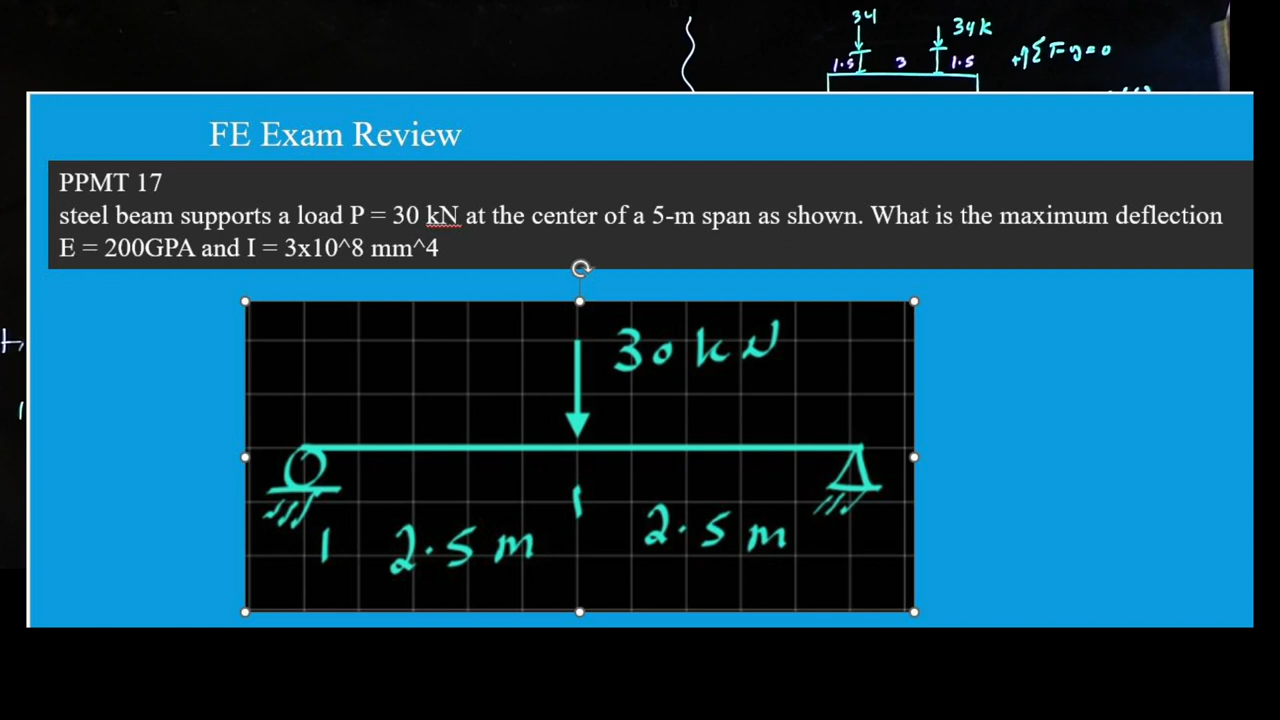 34
34k
1.5 3 1.5 +↑ΣFy=0
FE Exam Review
PPMT 17
steel beam supports a load P = 30 kN at the center of a 5-m span as shown. What is the maximum deflection
E = 200GPA and I = 3x10^8 mm^4
30 kN
2.5 m
2.5 m